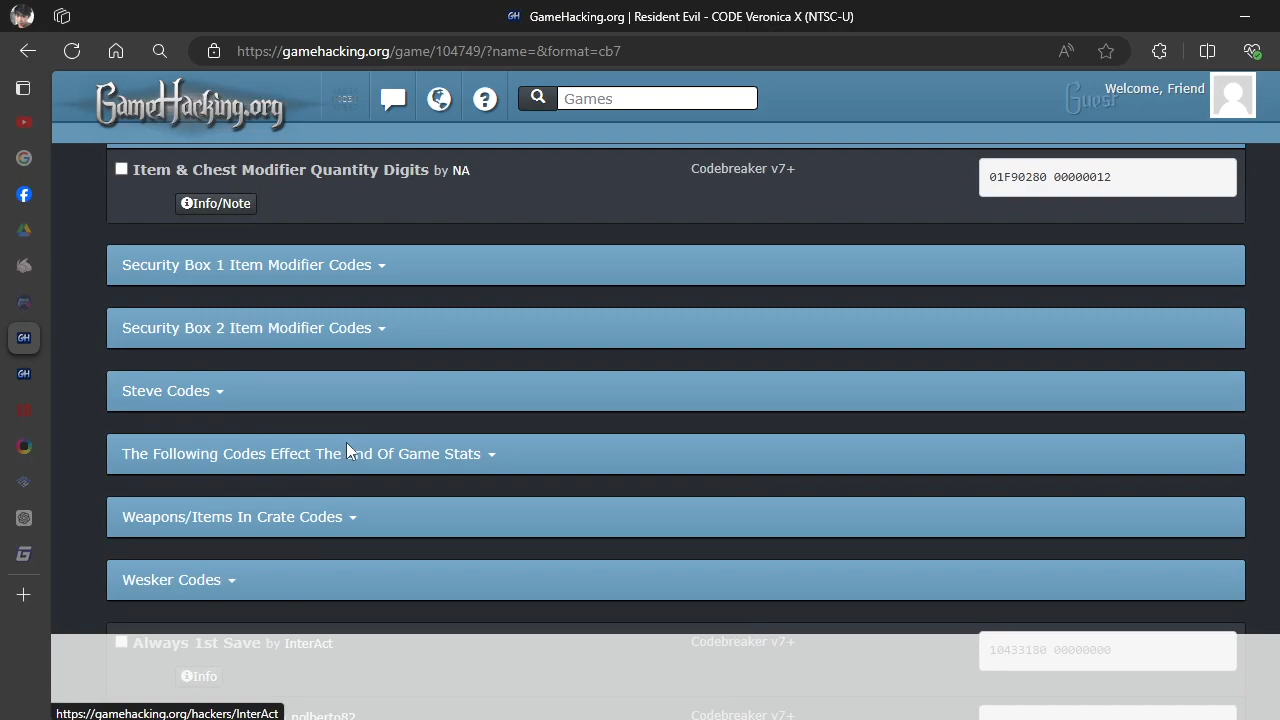 GameHacking.org | Resident Evil - CODE Veronica X (NTSC-U)
https://gamehacking.org/game/104749/?name=&format=cb7
GameHacking.org
Games
Guest
Welcome, Friend
Item & Chest Modifier Quantity Digits by NA
Codebreaker v7+
01F90280 00000012
Info/Note
Security Box 1 Item Modifier Codes
Security Box 2 Item Modifier Codes
Steve Codes
The Following Codes Effect The End Of Game Stats
Weapons/Items In Crate Codes
Wesker Codes
Always 1st Save by InterAct
Codebreaker v7+
10433180 00000000
Info
https://gamehacking.org/hackers/InterAct
nolberto82
Codebreaker v7+